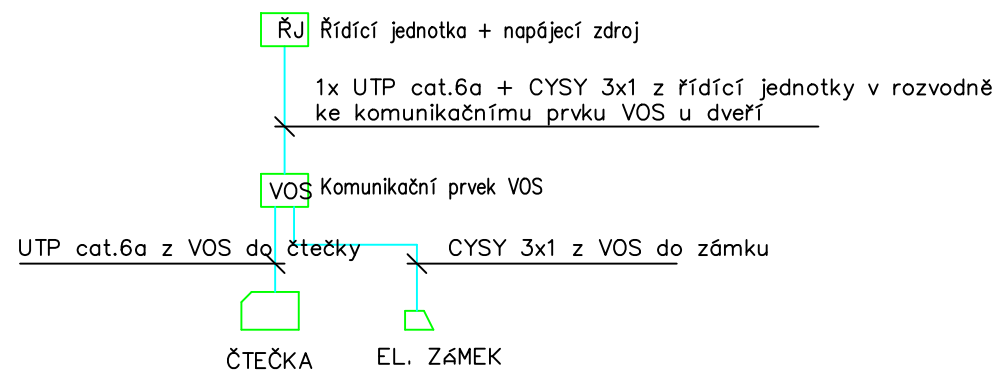 ŘJ Řídící jednotka + napájecí zdroj
1x UTP cat.6a + CYSY 3x1 z řídící jednotky v rozvodně
ke komunikačnímu prvku VOS u dveří
VOS Komunikační prvek VOS
UTP cat.6a z VOS do čtečky
CYSY 3x1 z VOS do zámku
ČTEČKA
EL. ZáMEK